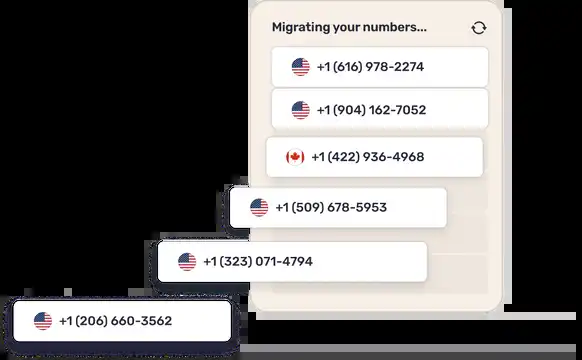 Migrating your numbers...
+1 (616) 978-2274
+1 (904) 162-7052
+1 (422) 936-4968
+1 (509) 678-5953
+1 (323) 071-4794
+1 (206) 660-3562